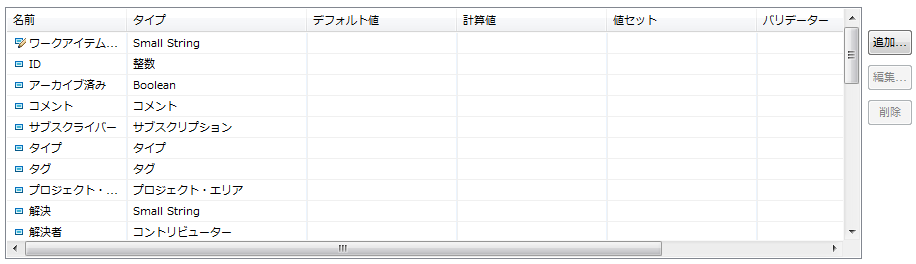 名前 タイプ デフォルト値 計算値 値セット バリデーター
ワークアイテム... Small String
ID 整数
アーカイブ済み Boolean
コメント コメント
サブスクライバー サブスクリプション
タイプ タイプ
タグ タグ
プロジェクト・... プロジェクト・エリア
解決 Small String
解決者 コントリビューター
追加...
編集...
削除